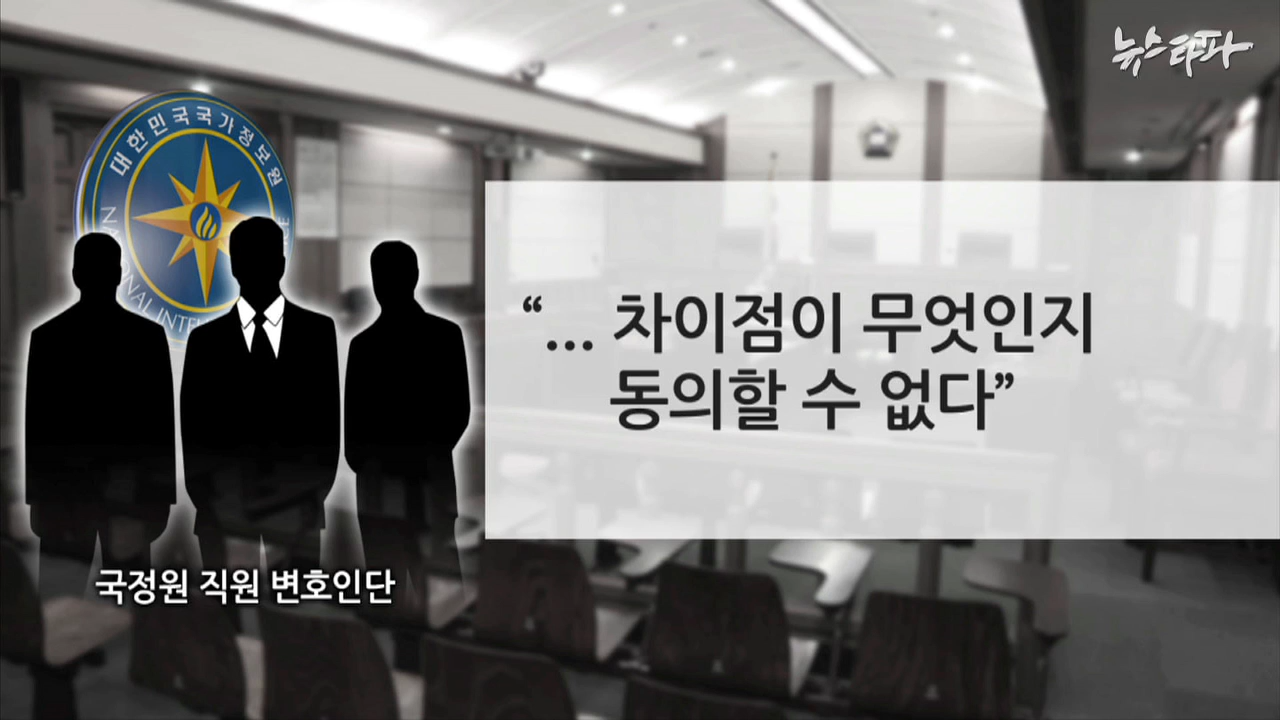 뉴스타파
대한민국국가정보원
“... 차이점이 무엇인지
동의할 수 없다”
국정원 직원 변호인단